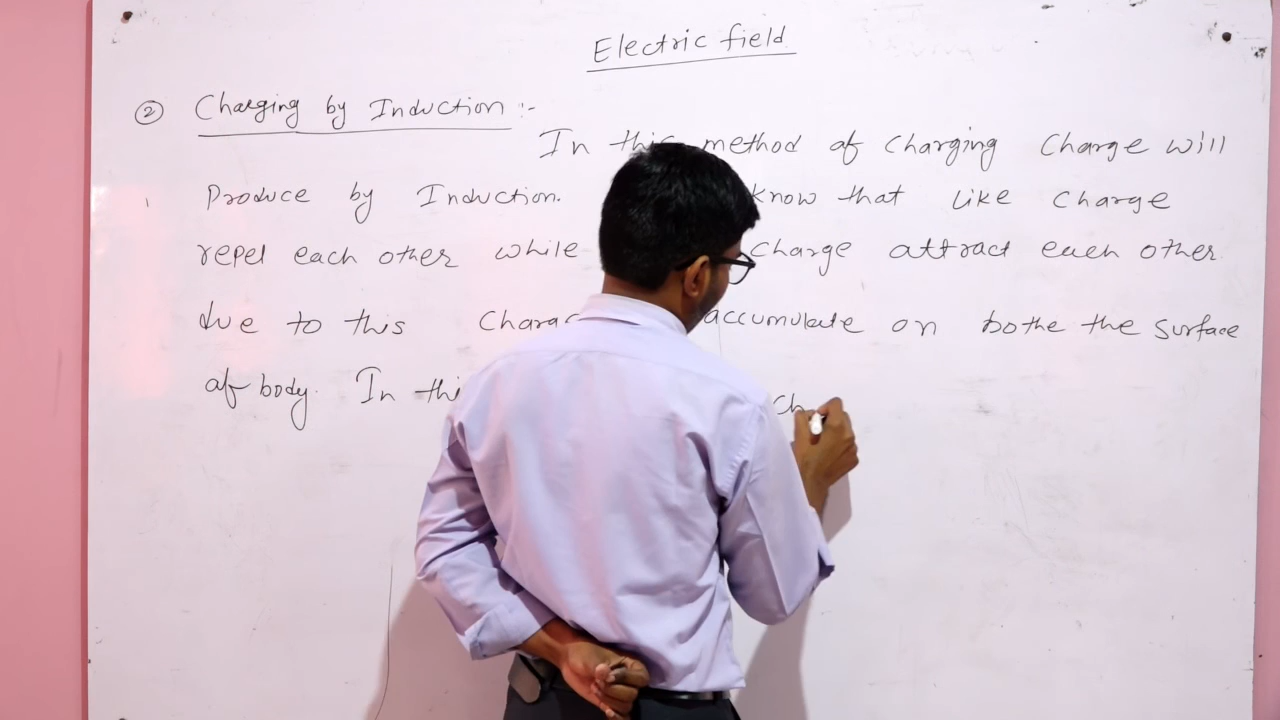 Electric field
② Charging by Induction :-
In this method of charging Charge will
Produce by Induction. know that Like charge
repel each other while charge attract each other
due to this accumulate on bothe the surface
of body. In